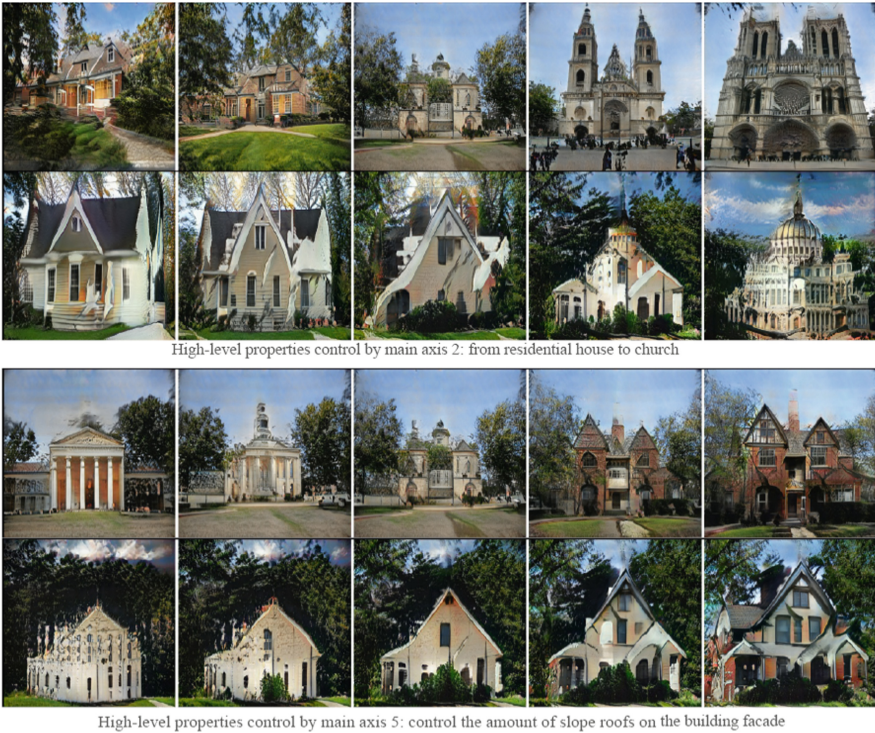 High-level properties control by main axis 2: from residential house to church
High-level properties control by main axis 5: control the amount of slope roofs on the building facade